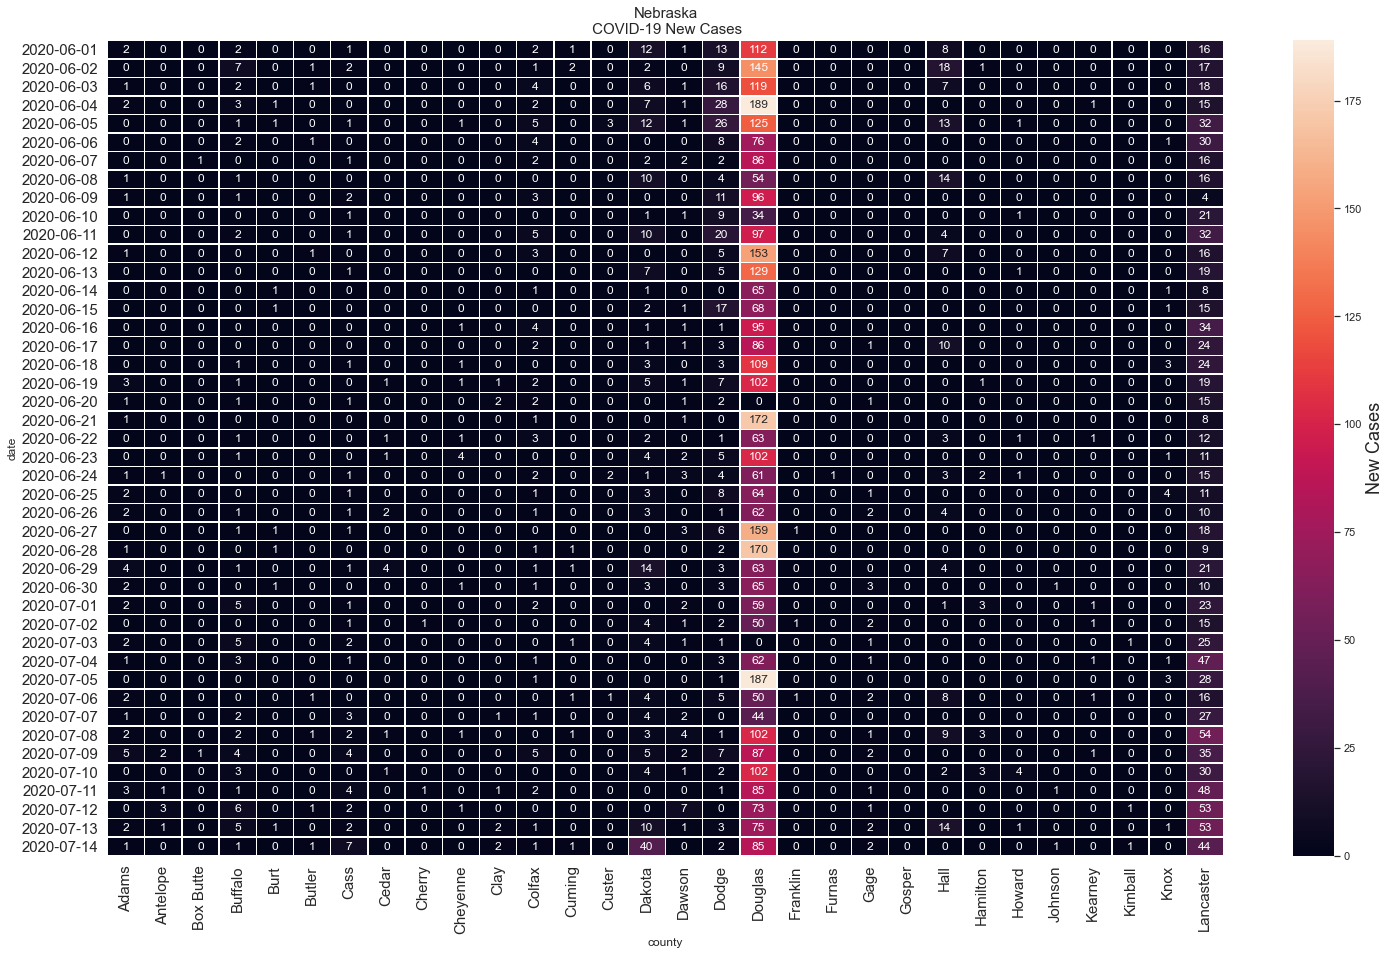 Nebraska
COVID-19 New Cases
2020-06-01 2 0 0 2 0 0 1 0 0 0 0 2 1 0 12 1 13 112 0 0 0 0 8 0 0 0 0 0 0 16
2020-06-02 0 0 0 7 0 1 2 0 0 0 0 1 2 0 2 0 9 145 0 0 0 0 18 1 0 0 0 0 0 17
2020-06-03 1 0 0 2 0 1 0 0 0 0 0 4 0 0 6 1 16 119 0 0 0 0 7 0 0 0 0 0 0 18
2020-06-04 2 0 0 3 1 0 0 0 0 0 0 2 0 0 7 1 28 189 0 0 0 0 0 0 0 0 1 0 0 15
2020-06-05 0 0 0 1 1 0 1 0 0 1 0 5 0 3 12 1 26 125 0 0 0 0 13 0 1 0 0 0 0 32
2020-06-06 0 0 0 2 0 1 0 0 0 0 0 4 0 0 0 0 8 76 0 0 0 0 0 0 0 0 0 0 1 30
2020-06-07 0 0 1 0 0 0 1 0 0 0 0 2 0 0 2 2 2 86 0 0 0 0 0 0 0 0 0 0 0 16
2020-06-08 1 0 0 1 0 0 0 0 0 0 0 0 0 0 10 0 4 54 0 0 0 0 14 0 0 0 0 0 0 16
2020-06-09 1 0 0 1 0 0 2 0 0 0 0 3 0 0 0 0 11 96 0 0 0 0 0 0 0 0 0 0 0 4
2020-06-10 0 0 0 0 0 0 1 0 0 0 0 0 0 0 1 1 9 34 0 0 0 0 0 0 1 0 0 0 0 21
2020-06-11 0 0 0 2 0 0 1 0 0 0 0 5 0 0 10 0 20 97 0 0 0 0 4 0 0 0 0 0 0 32
2020-06-12 1 0 0 0 0 1 0 0 0 0 0 3 0 0 0 0 5 153 0 0 0 0 7 0 0 0 0 0 0 16
2020-06-13 0 0 0 0 0 0 1 0 0 0 0 0 0 0 7 0 5 129 0 0 0 0 0 0 1 0 0 0 0 19
2020-06-14 0 0 0 0 1 0 0 0 0 0 0 1 0 0 1 0 0 65 0 0 0 0 0 0 0 0 0 0 1 8
2020-06-15 0 0 0 0 1 0 0 0 0 0 0 0 0 0 2 1 17 68 0 0 0 0 0 0 0 0 0 0 1 15
2020-06-16 0 0 0 0 0 0 0 0 0 1 0 4 0 0 1 1 1 95 0 0 0 0 0 0 0 0 0 0 0 34
2020-06-17 0 0 0 0 0 0 0 0 0 0 0 2 0 0 1 1 3 86 0 0 1 0 10 0 0 0 0 0 0 24
2020-06-18 0 0 0 1 0 0 1 0 0 1 0 0 0 0 3 0 3 109 0 0 0 0 0 0 0 0 0 0 3 24
2020-06-19 3 0 0 1 0 0 0 1 0 1 1 2 0 0 5 1 7 102 0 0 0 0 0 1 0 0 0 0 0 19
2020-06-20 1 0 0 1 0 0 1 0 0 0 2 2 0 0 0 1 2 0 0 0 1 0 0 0 0 0 0 0 0 15
2020-06-21 1 0 0 0 0 0 0 0 0 0 0 1 0 0 0 0 0 172 0 0 0 0 0 0 0 0 0 0 0 8
2020-06-22 0 0 0 1 0 0 0 1 0 1 0 3 0 0 2 0 1 63 0 0 0 0 3 0 1 0 1 0 0 12
2020-06-23 0 0 0 1 0 0 0 1 0 4 0 0 0 0 4 2 5 102 0 0 0 0 0 0 0 0 0 0 1 11
2020-06-24 1 1 0 0 0 0 1 0 0 0 0 2 0 2 1 3 4 61 0 1 0 0 3 2 1 0 0 0 0 15
2020-06-25 2 0 0 0 0 0 1 0 0 0 0 1 0 0 3 0 8 64 0 0 1 0 0 0 0 0 0 0 4 11
2020-06-26 2 0 0 1 0 0 1 2 0 0 0 1 0 0 3 0 1 62 0 0 2 0 4 0 0 0 0 0 0 10
2020-06-27 0 0 0 1 1 0 1 0 0 0 0 0 0 0 0 3 6 159 1 0 0 0 0 0 0 0 0 0 0 18
2020-06-28 1 0 0 0 1 0 0 0 0 0 0 1 1 0 0 0 2 170 0 0 0 0 0 0 0 0 0 0 0 9
2020-06-29 4 0 0 1 0 0 1 4 0 0 0 1 1 0 14 0 3 63 0 0 0 0 4 0 0 0 0 0 0 21
2020-06-30 2 0 0 0 1 0 0 0 0 1 0 1 0 0 3 0 3 65 0 0 3 0 0 0 0 1 0 0 0 10
2020-07-01 2 0 0 5 0 0 1 0 0 0 0 2 0 0 0 2 0 59 0 0 0 0 1 3 0 0 1 0 0 23
2020-07-02 0 0 0 0 0 0 1 0 1 0 0 0 0 0 4 1 2 50 1 0 2 0 0 0 0 0 1 0 0 15
2020-07-03 2 0 0 5 0 0 2 0 0 0 0 0 1 0 4 1 1 0 0 0 1 0 0 0 0 0 0 1 0 25
2020-07-04 1 0 0 3 0 0 1 0 0 0 0 1 0 0 0 0 3 62 0 0 1 0 0 0 0 0 1 0 1 47
2020-07-05 0 0 0 0 0 0 0 0 0 0 0 1 0 0 0 0 1 187 0 0 0 0 0 0 0 0 0 0 3 28
2020-07-06 2 0 0 0 0 1 0 0 0 0 0 0 1 1 4 0 5 50 1 0 2 0 8 0 0 0 1 0 0 16
2020-07-07 1 0 0 2 0 0 3 0 0 0 1 1 0 0 4 2 0 44 0 0 0 0 0 0 0 0 0 0 0 27
2020-07-08 2 0 0 2 0 1 2 1 0 1 0 0 1 0 3 4 1 102 0 0 1 0 9 3 0 0 0 0 0 54
2020-07-09 5 2 1 4 0 0 4 0 0 0 0 5 0 0 5 2 7 87 0 0 2 0 0 0 0 0 1 0 0 35
2020-07-10 0 0 0 3 0 0 0 1 0 0 0 0 0 0 4 1 2 102 0 0 0 0 2 3 4 0 0 0 0 30
2020-07-11 3 1 0 1 0 0 4 0 1 0 1 2 0 0 0 0 1 85 0 0 1 0 0 0 0 1 0 0 0 48
2020-07-12 0 3 0 6 0 1 2 0 0 1 0 0 0 0 0 7 0 73 0 0 1 0 0 0 0 0 0 1 0 53
2020-07-13 2 1 0 5 1 0 2 0 0 0 2 1 0 0 10 1 3 75 0 0 2 0 14 0 1 0 0 0 1 53
2020-07-14 1 0 0 1 0 1 7 0 0 0 2 1 1 0 40 0 2 85 0 0 2 0 0 0 0 1 0 1 0 44
date
Adams Antelope Box Butte Buffalo Burt Butler Cass Cedar Cherry Cheyenne Clay Colfax Cuming Custer Dakota Dawson Dodge Douglas Franklin Furnas Gage Gosper Hall Hamilton Howard Johnson Kearney Kimball Knox Lancaster
county
175
150
125
100
75
50
25
0
New Cases